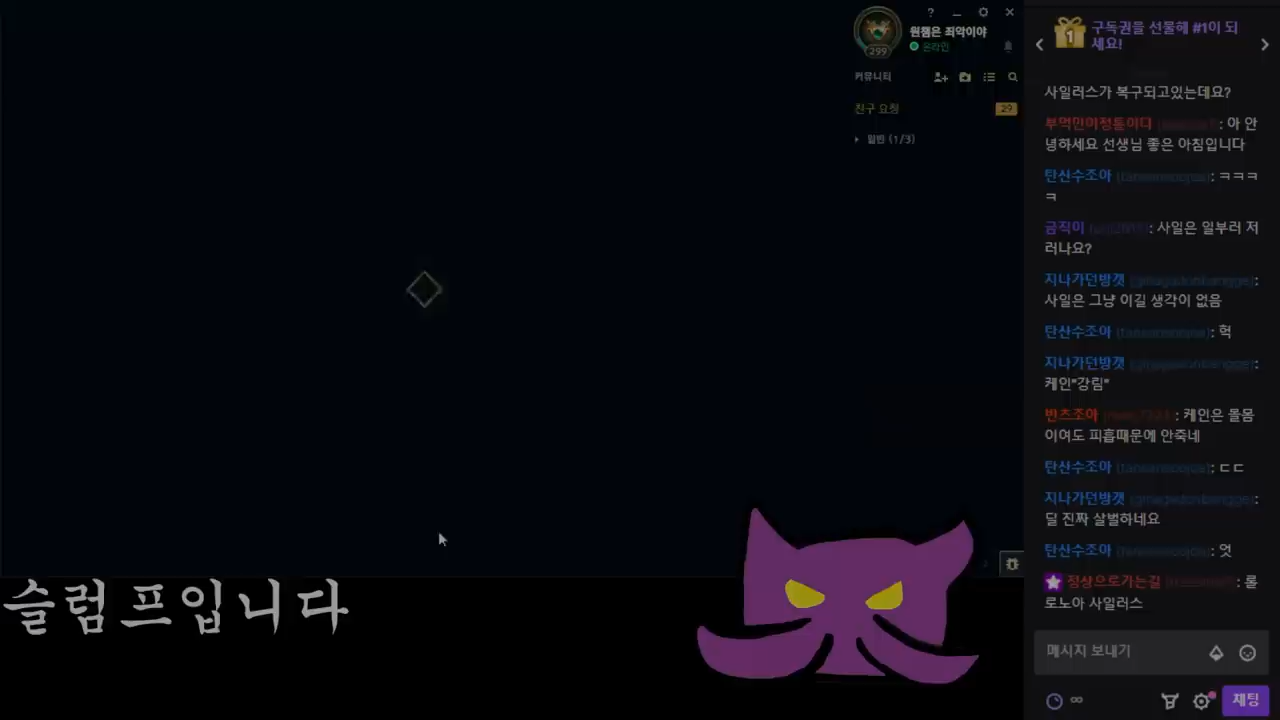 원챔은 죄악이야
299
온라인
커뮤니티
친구 요청
29
일반 (1/3)
슬럼프입니다
1
구독권을 선물해 #1이 되
세요!
사일러스가 복구되고있는데요?
부먹민이정톨이다 : 아 안
녕하세요 선생님 좋은 아침입니다
탄산수조아 : ㅋㅋㅋ
ㅋ
금직이 : 사일은 일부러 저
러나요?
지나가던방갯 :
사일은 그냥 이길 생각이 없음
탄산수조아 : 헉
지나가던방갯 :
케인"강림"
반츠조아 : 케인은 돌몸
이여도 피흡때문에 안죽네
탄산수조아 : ㄷㄷ
지나가던방갯 :
딜 진짜 살벌하네요
탄산수조아 : 엇
정상으로가는길 : 롤
로노아 사일러스
메시지 보내기
채팅